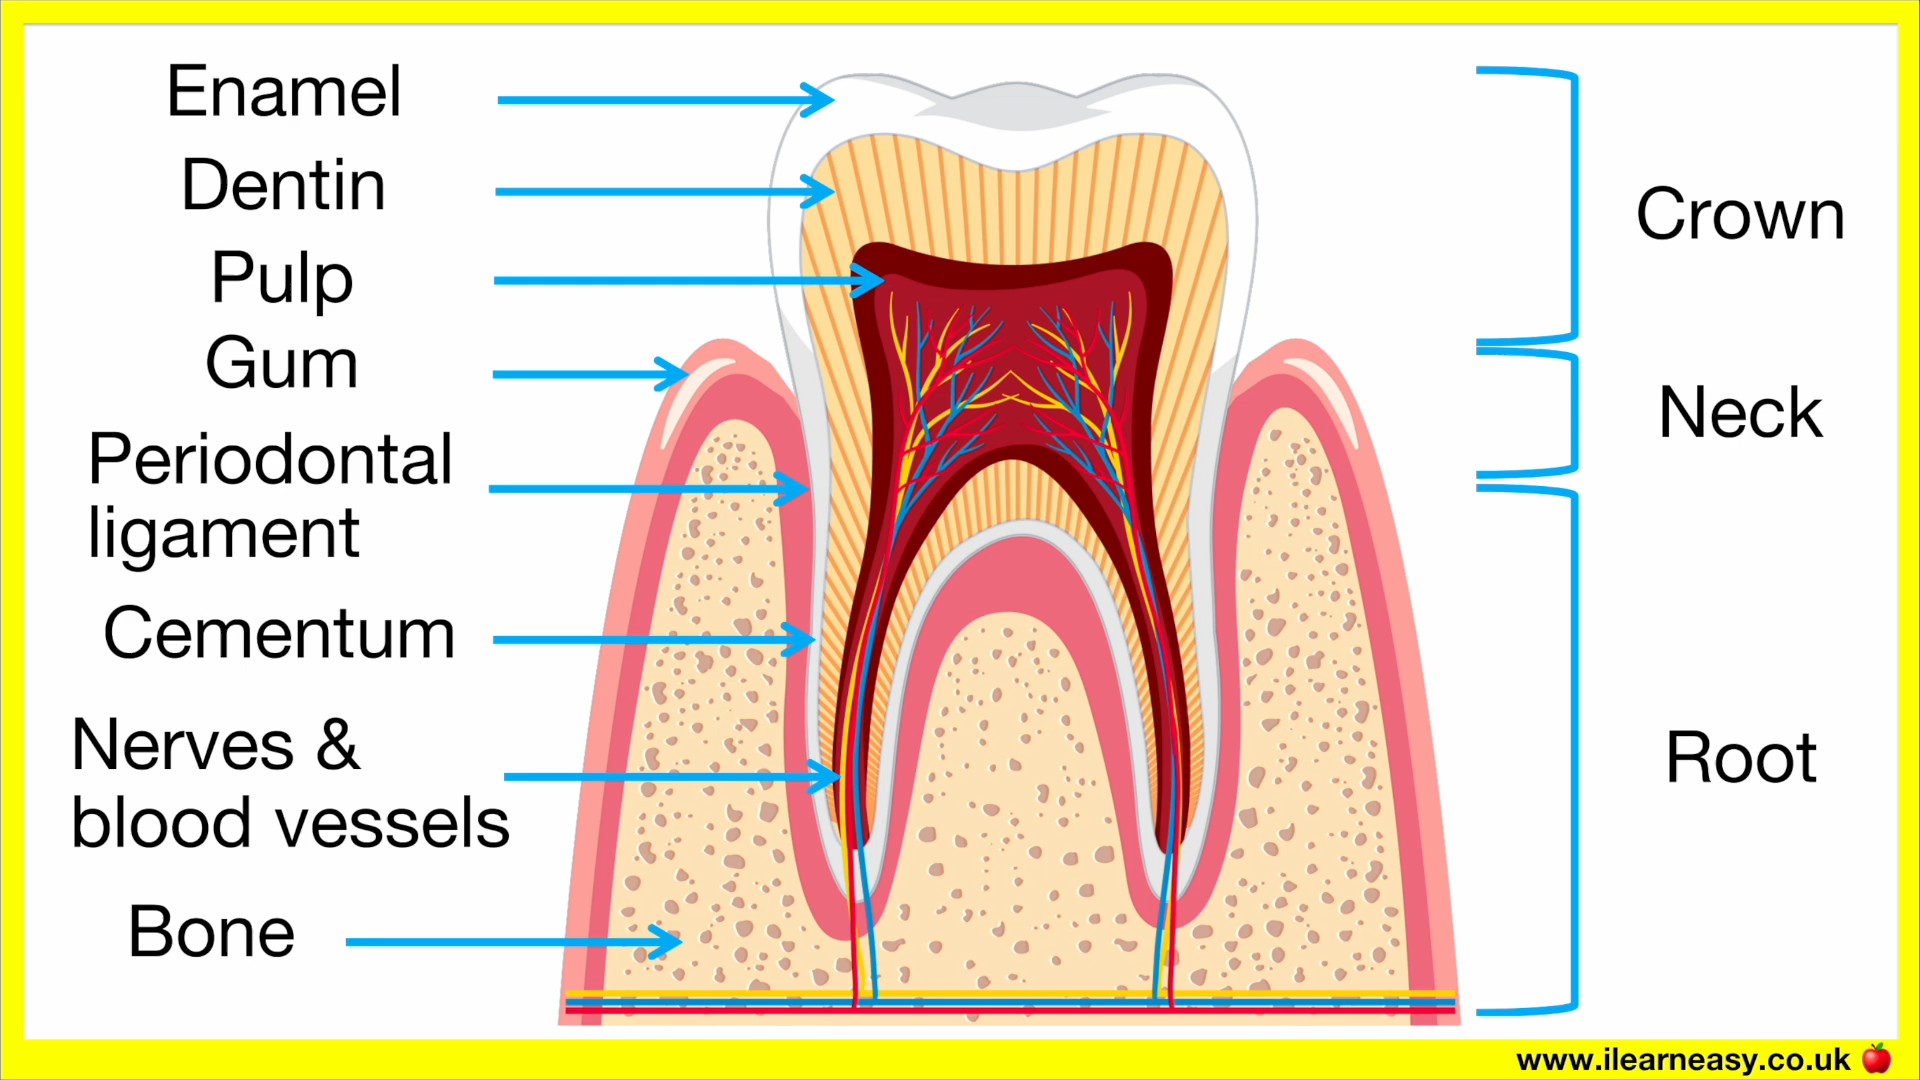 Enamel
Dentin
Pulp
Gum
Periodontal
ligament
Cementum
Nerves &
blood vessels
Bone
Crown
Neck
Root
www.ilearneasy.co.uk